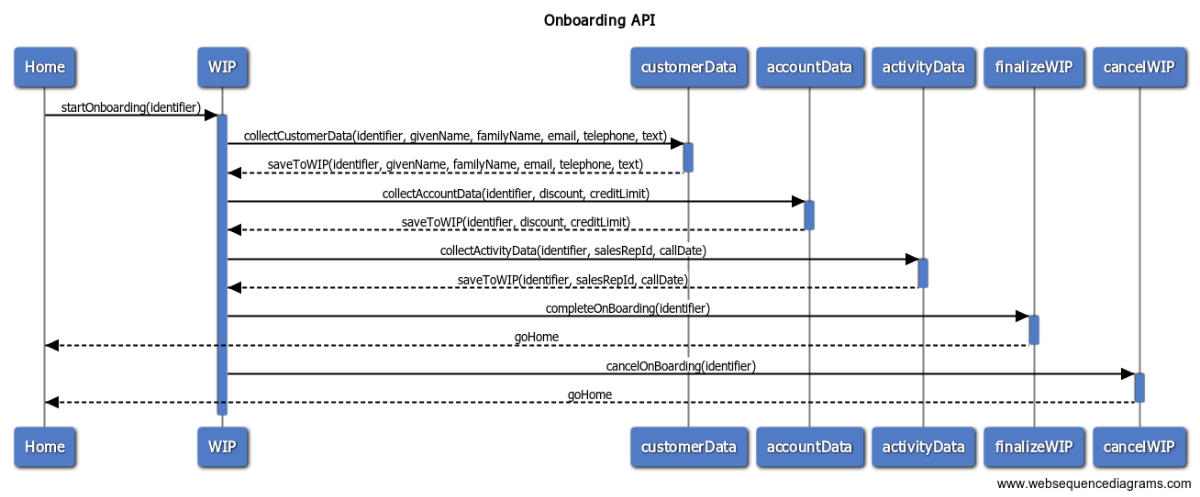 Onboarding API
Home WIP customerData accountData activityData finalizeWIP cancelWIP
startOnboarding(identifier)
collectCustomerData(identifier, givenName, familyName, email, telephone, text)
saveToWIP(identifier, givenName, familyName, email, telephone, text)
collectAccountData(identifier, discount, creditLimit)
saveToWIP(identifier, discount, creditLimit)
collectActivityData(identifier, salesRepId, callDate)
saveToWIP(identifier, salesRepId, callDate)
completeOnBoarding(identifier)
goHome
cancelOnBoarding(identifier)
goHome
Home WIP customerData accountData activityData finalizeWIP cancelWIP
www.websequencediagrams.com